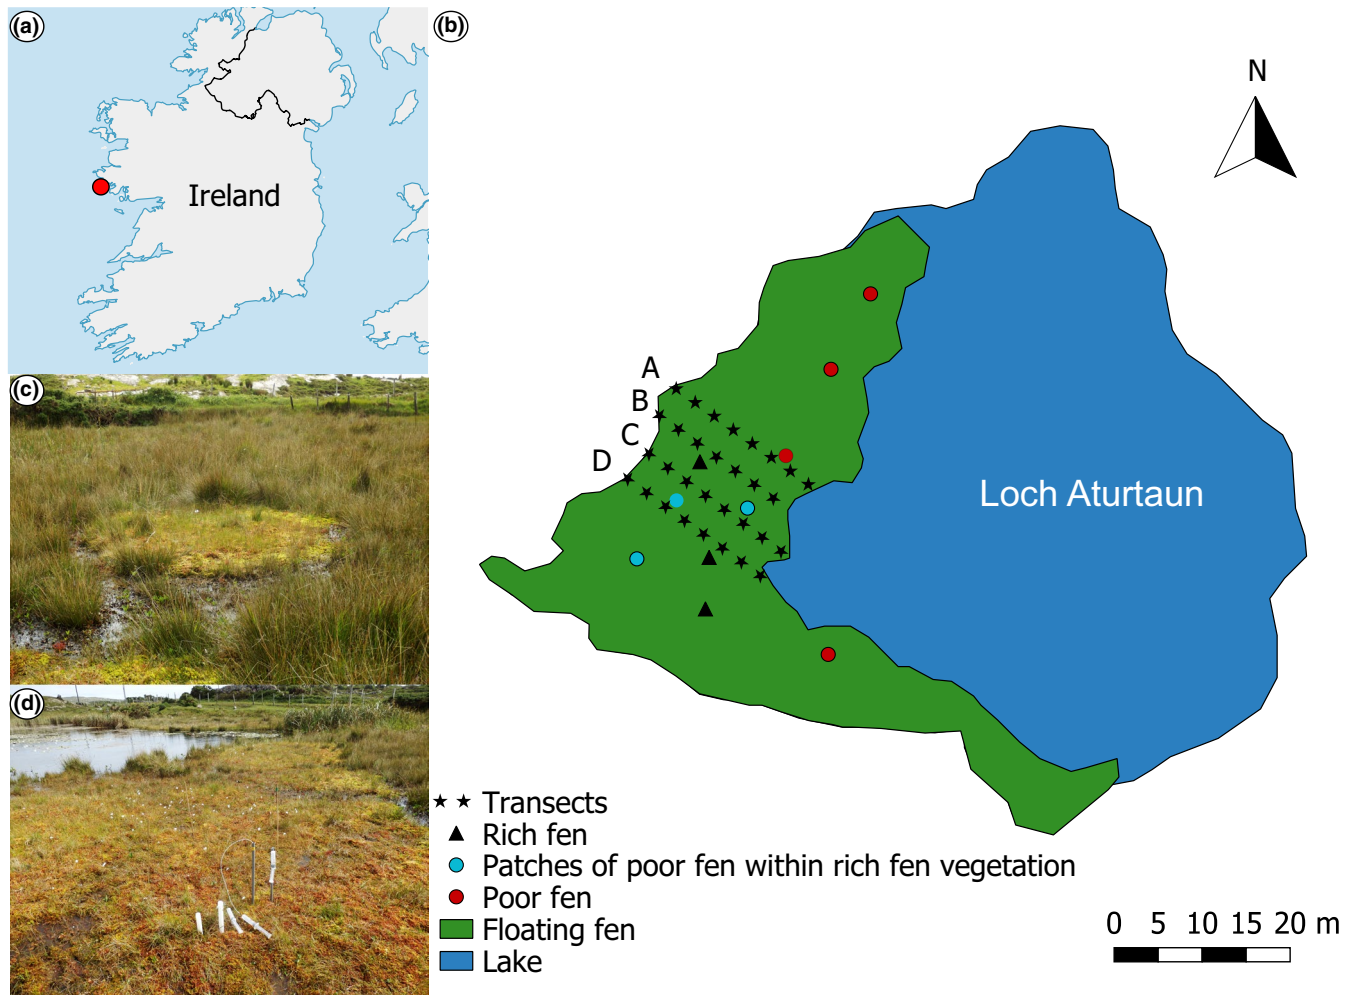 (a)
Ireland
(b)
N
A
B
C
D
Loch Aturtaun
(c)
(d)
Transects
Rich fen
Patches of poor fen within rich fen vegetation
Poor fen
Floating fen
Lake
0 5 10 15 20 m